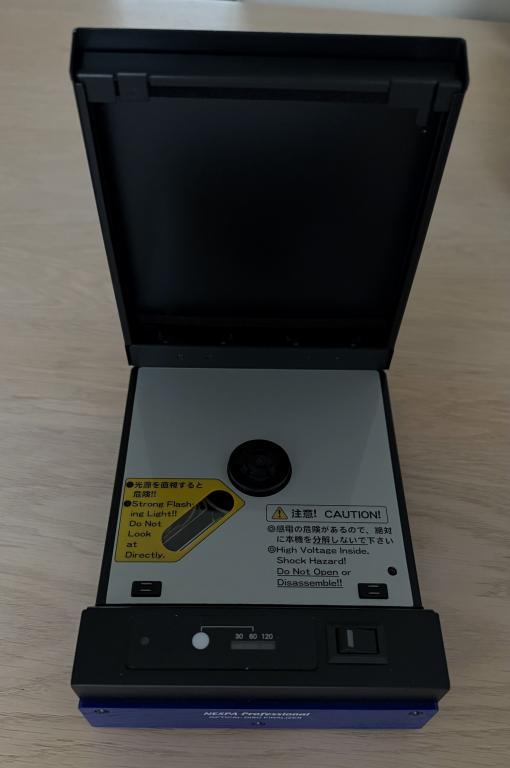 ●光源を直視すると
危険!!
●Strong Flash-
ing Light!!
Do Not
Look
at
Directly.
注意! CAUTION!
◎感電の危険があるので、絶対
に本機を分解しないで下さい
◎High Voltage Inside.
Shock Hazard!
Do Not Open or
Disassemble!!
30 60 120
NESPA Professional
OPTICAL DISC FINALIZER